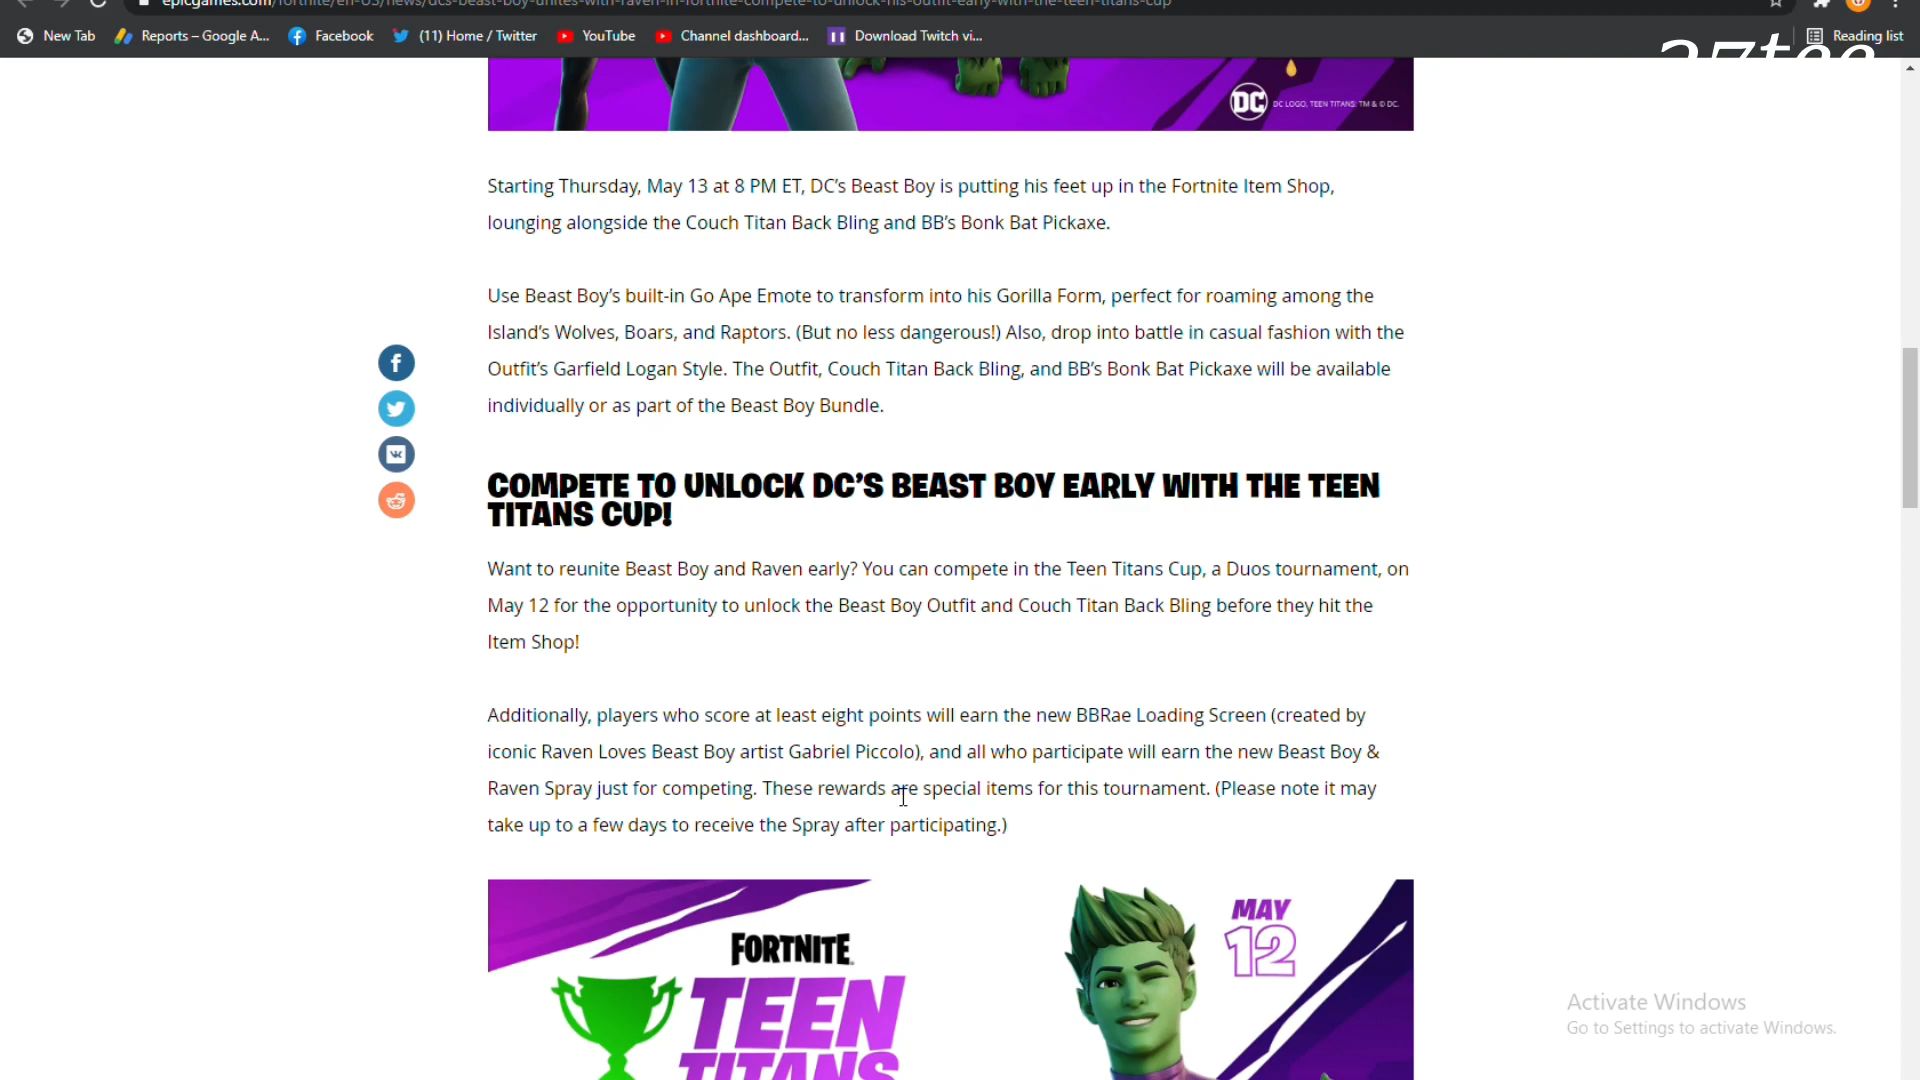 epicgames.com/fortnite/en-US/news/dcs-beast-boy-unites-with-raven-in-fortnite-compete-to-unlock-his-outfit-early-with-the-teen-titans-cup
New Tab Reports – Google A... Facebook (11) Home / Twitter YouTube Channel dashboard... Download Twitch vi... Reading list
DC DC LOGO, TEEN TITANS: TM & © DC.
Starting Thursday, May 13 at 8 PM ET, DC’s Beast Boy is putting his feet up in the Fortnite Item Shop,
lounging alongside the Couch Titan Back Bling and BB’s Bonk Bat Pickaxe.
Use Beast Boy’s built-in Go Ape Emote to transform into his Gorilla Form, perfect for roaming among the
Island’s Wolves, Boars, and Raptors. (But no less dangerous!) Also, drop into battle in casual fashion with the
Outfit’s Garfield Logan Style. The Outfit, Couch Titan Back Bling, and BB’s Bonk Bat Pickaxe will be available
individually or as part of the Beast Boy Bundle.
COMPETE TO UNLOCK DC’S BEAST BOY EARLY WITH THE TEEN
TITANS CUP!
Want to reunite Beast Boy and Raven early? You can compete in the Teen Titans Cup, a Duos tournament, on
May 12 for the opportunity to unlock the Beast Boy Outfit and Couch Titan Back Bling before they hit the
Item Shop!
Additionally, players who score at least eight points will earn the new BBRae Loading Screen (created by
iconic Raven Loves Beast Boy artist Gabriel Piccolo), and all who participate will earn the new Beast Boy &
Raven Spray just for competing. These rewards are special items for this tournament. (Please note it may
take up to a few days to receive the Spray after participating.)
FORTNITE
TEEN
TITANS
MAY
12
Activate Windows
Go to Settings to activate Windows.